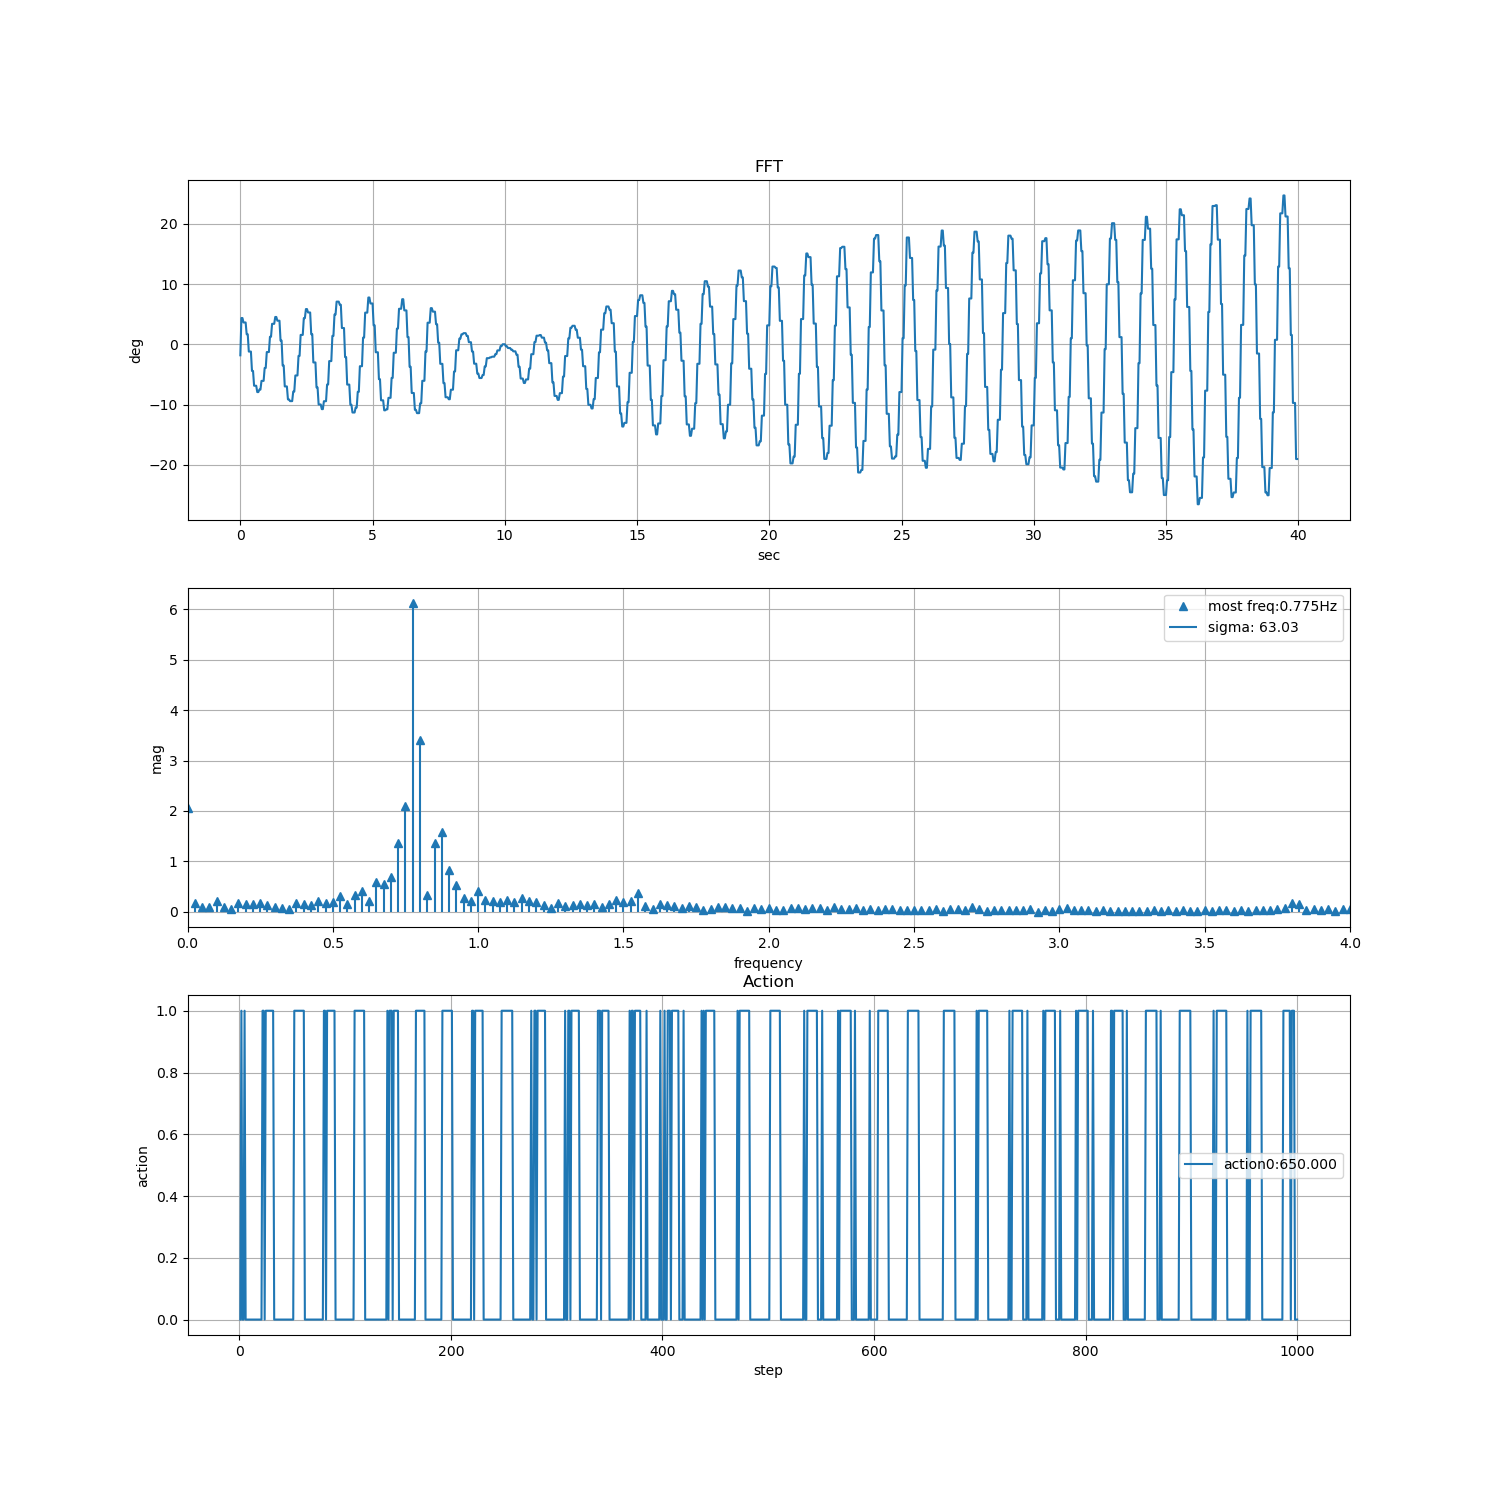 FFT
20
10
0
−10
−20
deg
0 5 10 15 20 25 30 35 40
sec
6
5
4
3
2
1
0
mag
most freq:0.775Hz
sigma: 63.03
0.0 0.5 1.0 1.5 2.0 2.5 3.0 3.5 4.0
frequency
Action
1.0
0.8
0.6
0.4
0.2
0.0
action
action0:650.000
0 200 400 600 800 1000
step